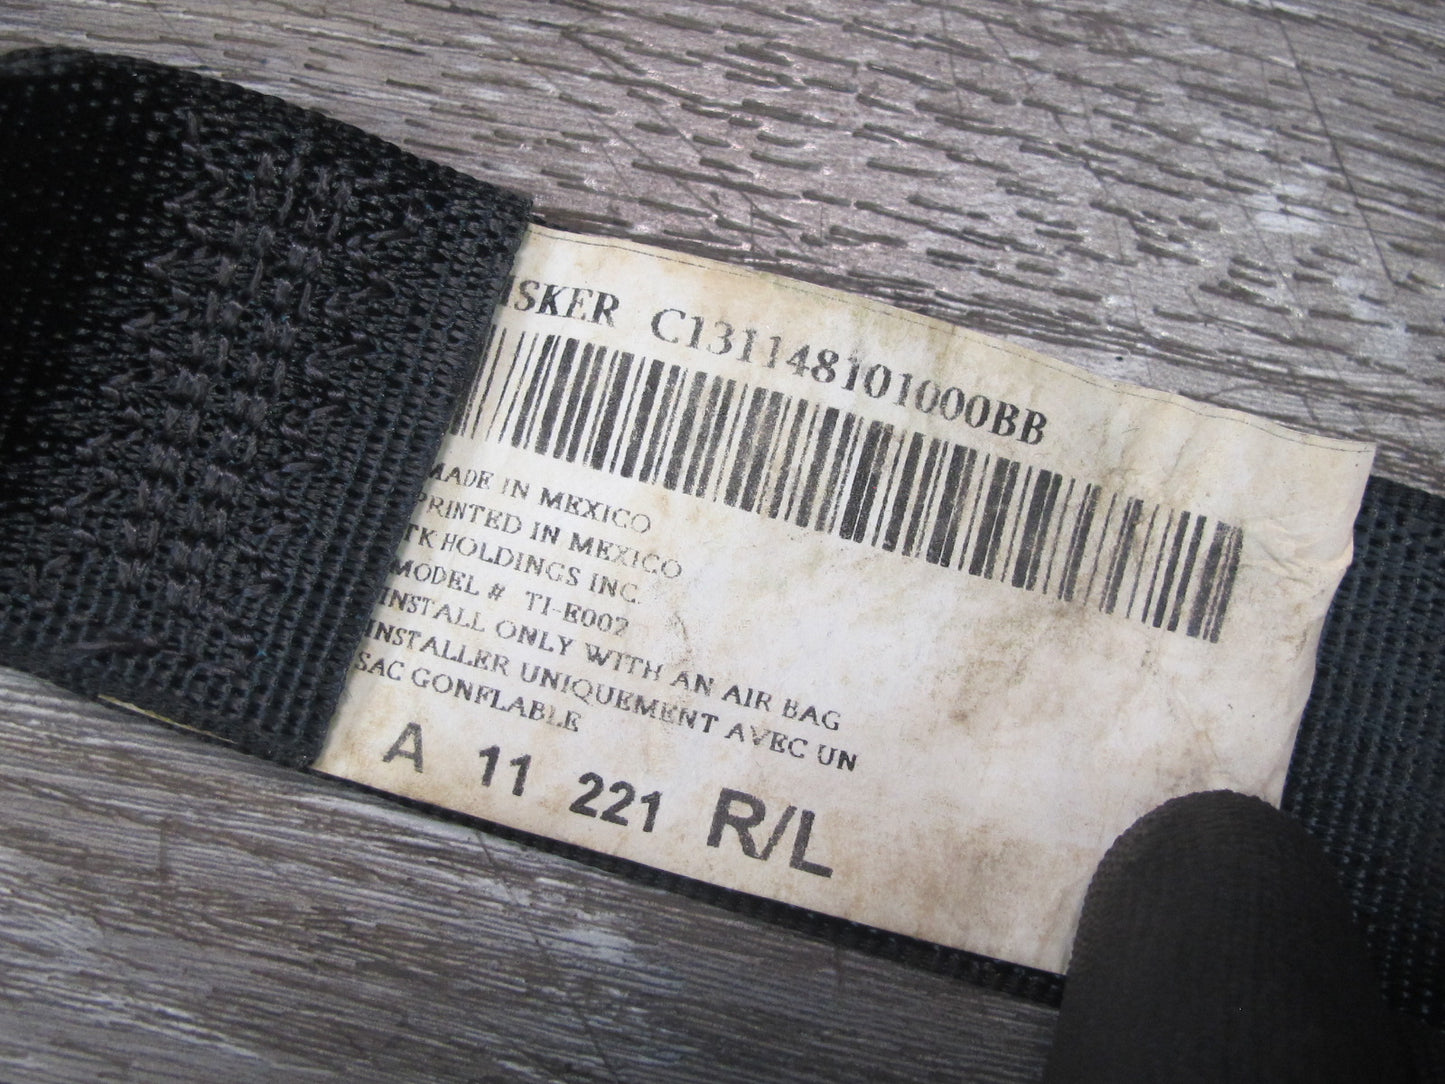 ISKER C131148101000BB
MADE IN MEXICO
PRINTED IN MEXICO
TK HOLDINGS INC.
MODEL # TI-E002
INSTALL ONLY WITH AN AIR BAG
INSTALLER UNIQUEMENT AVEC UN
SAC GONFLABLE
A 11 221 R/L